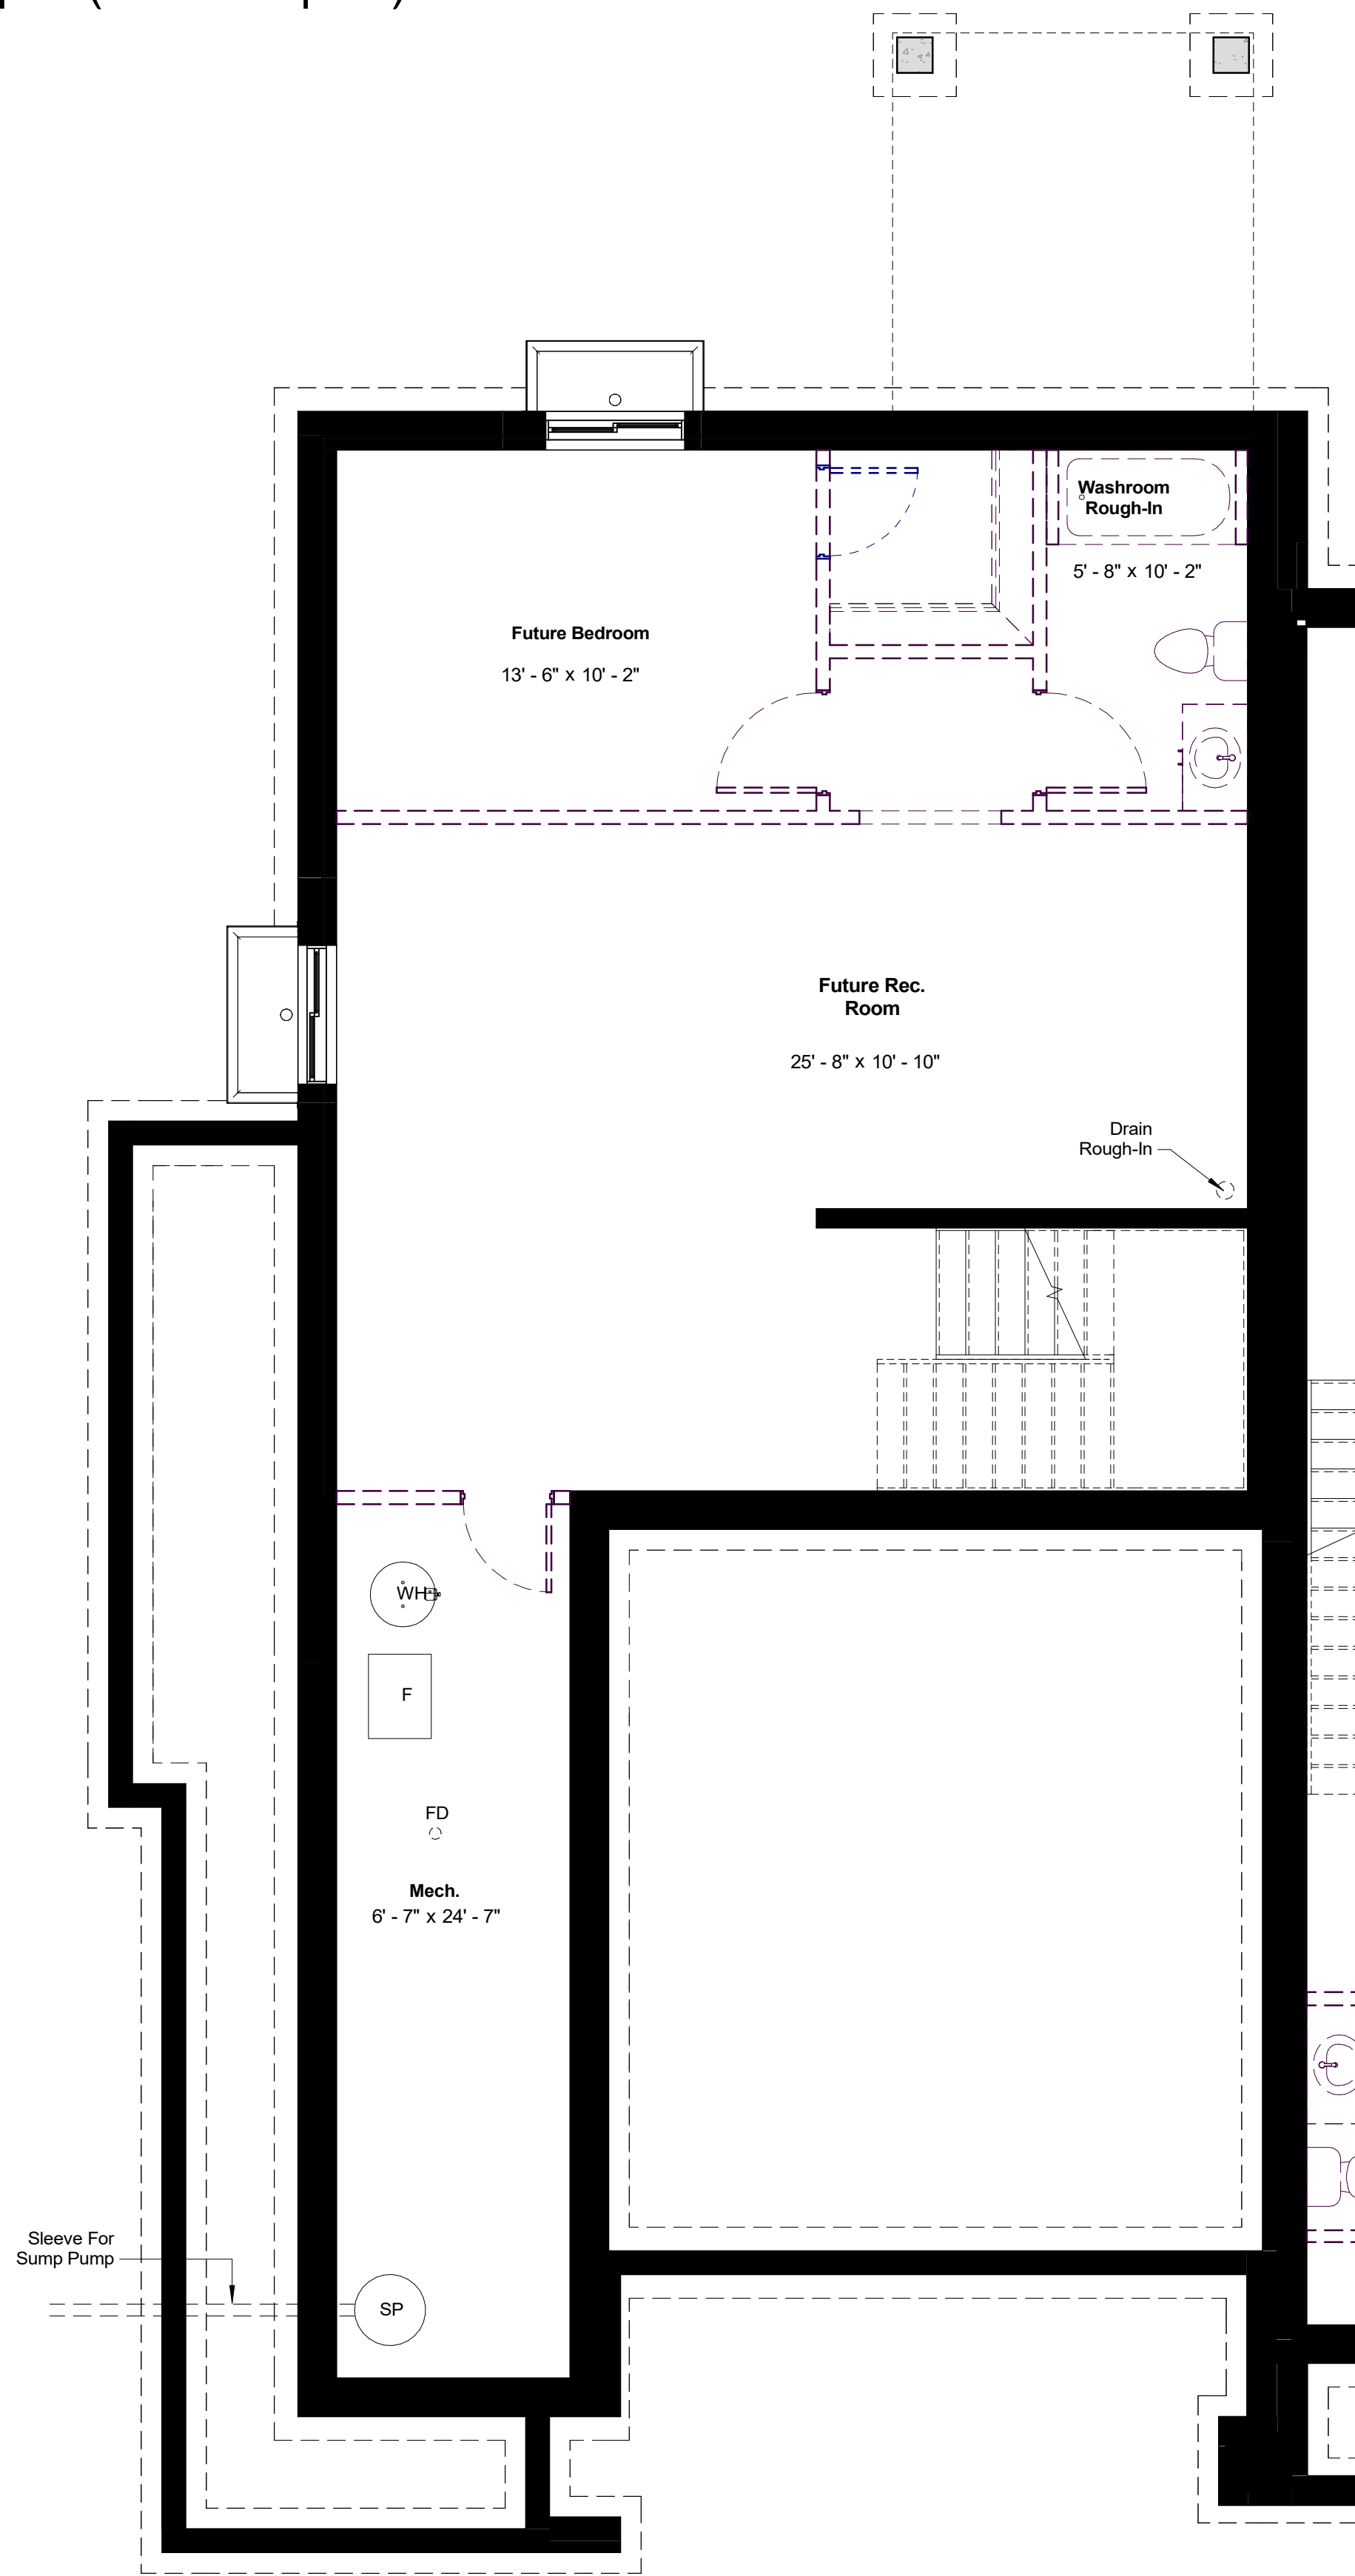 Washroom
Rough-In
5' - 8" x 10' - 2"
Future Bedroom
13' - 6" x 10' - 2"
Future Rec.
Room
25' - 8" x 10' - 10"
Drain
Rough-In
WH
F
FD
Mech.
6' - 7" x 24' - 7"
Sleeve For
Sump Pump
SP